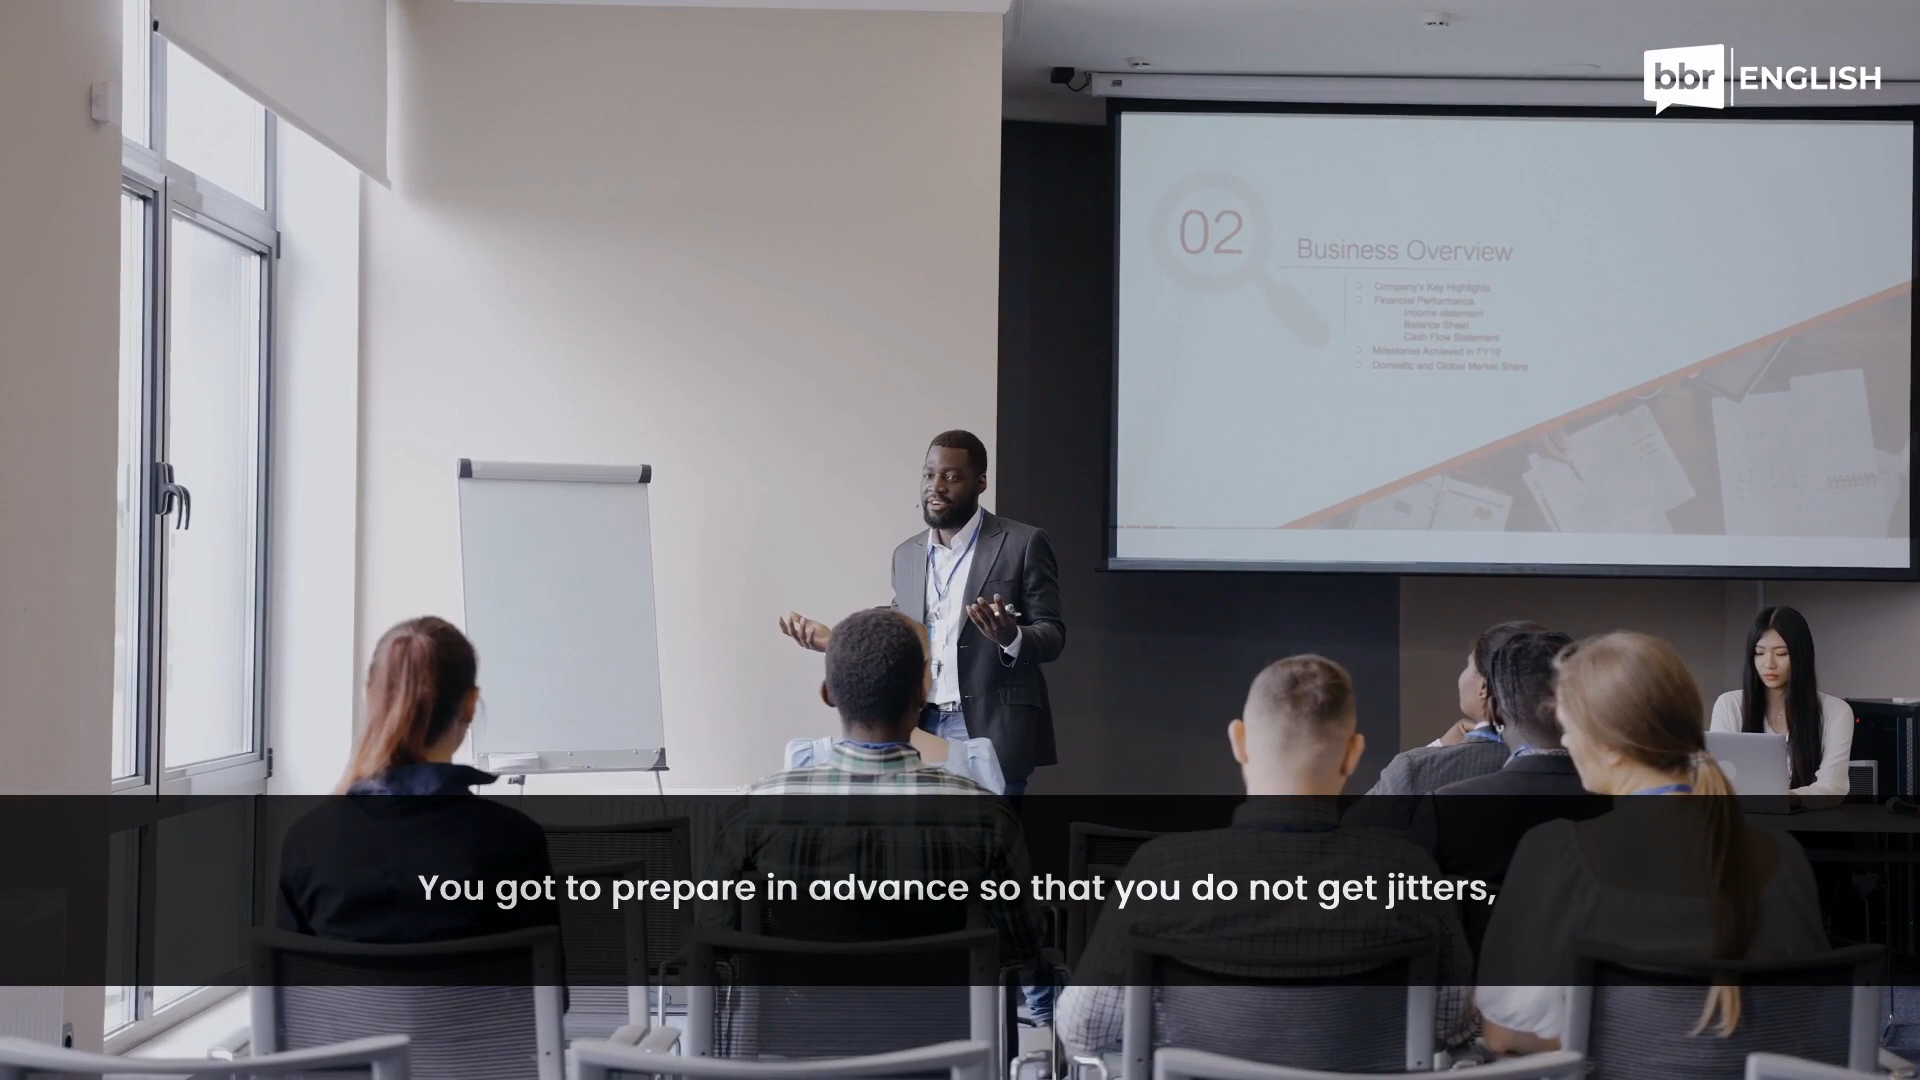 bbr ENGLISH
02
Business Overview
Company's Key Highlights
Financial Performance
Income statement
Balance Sheet
Cash Flow Statement
Milestones Achieved in FY19
Domestic and Global Market Share
You got to prepare in advance so that you do not get jitters,